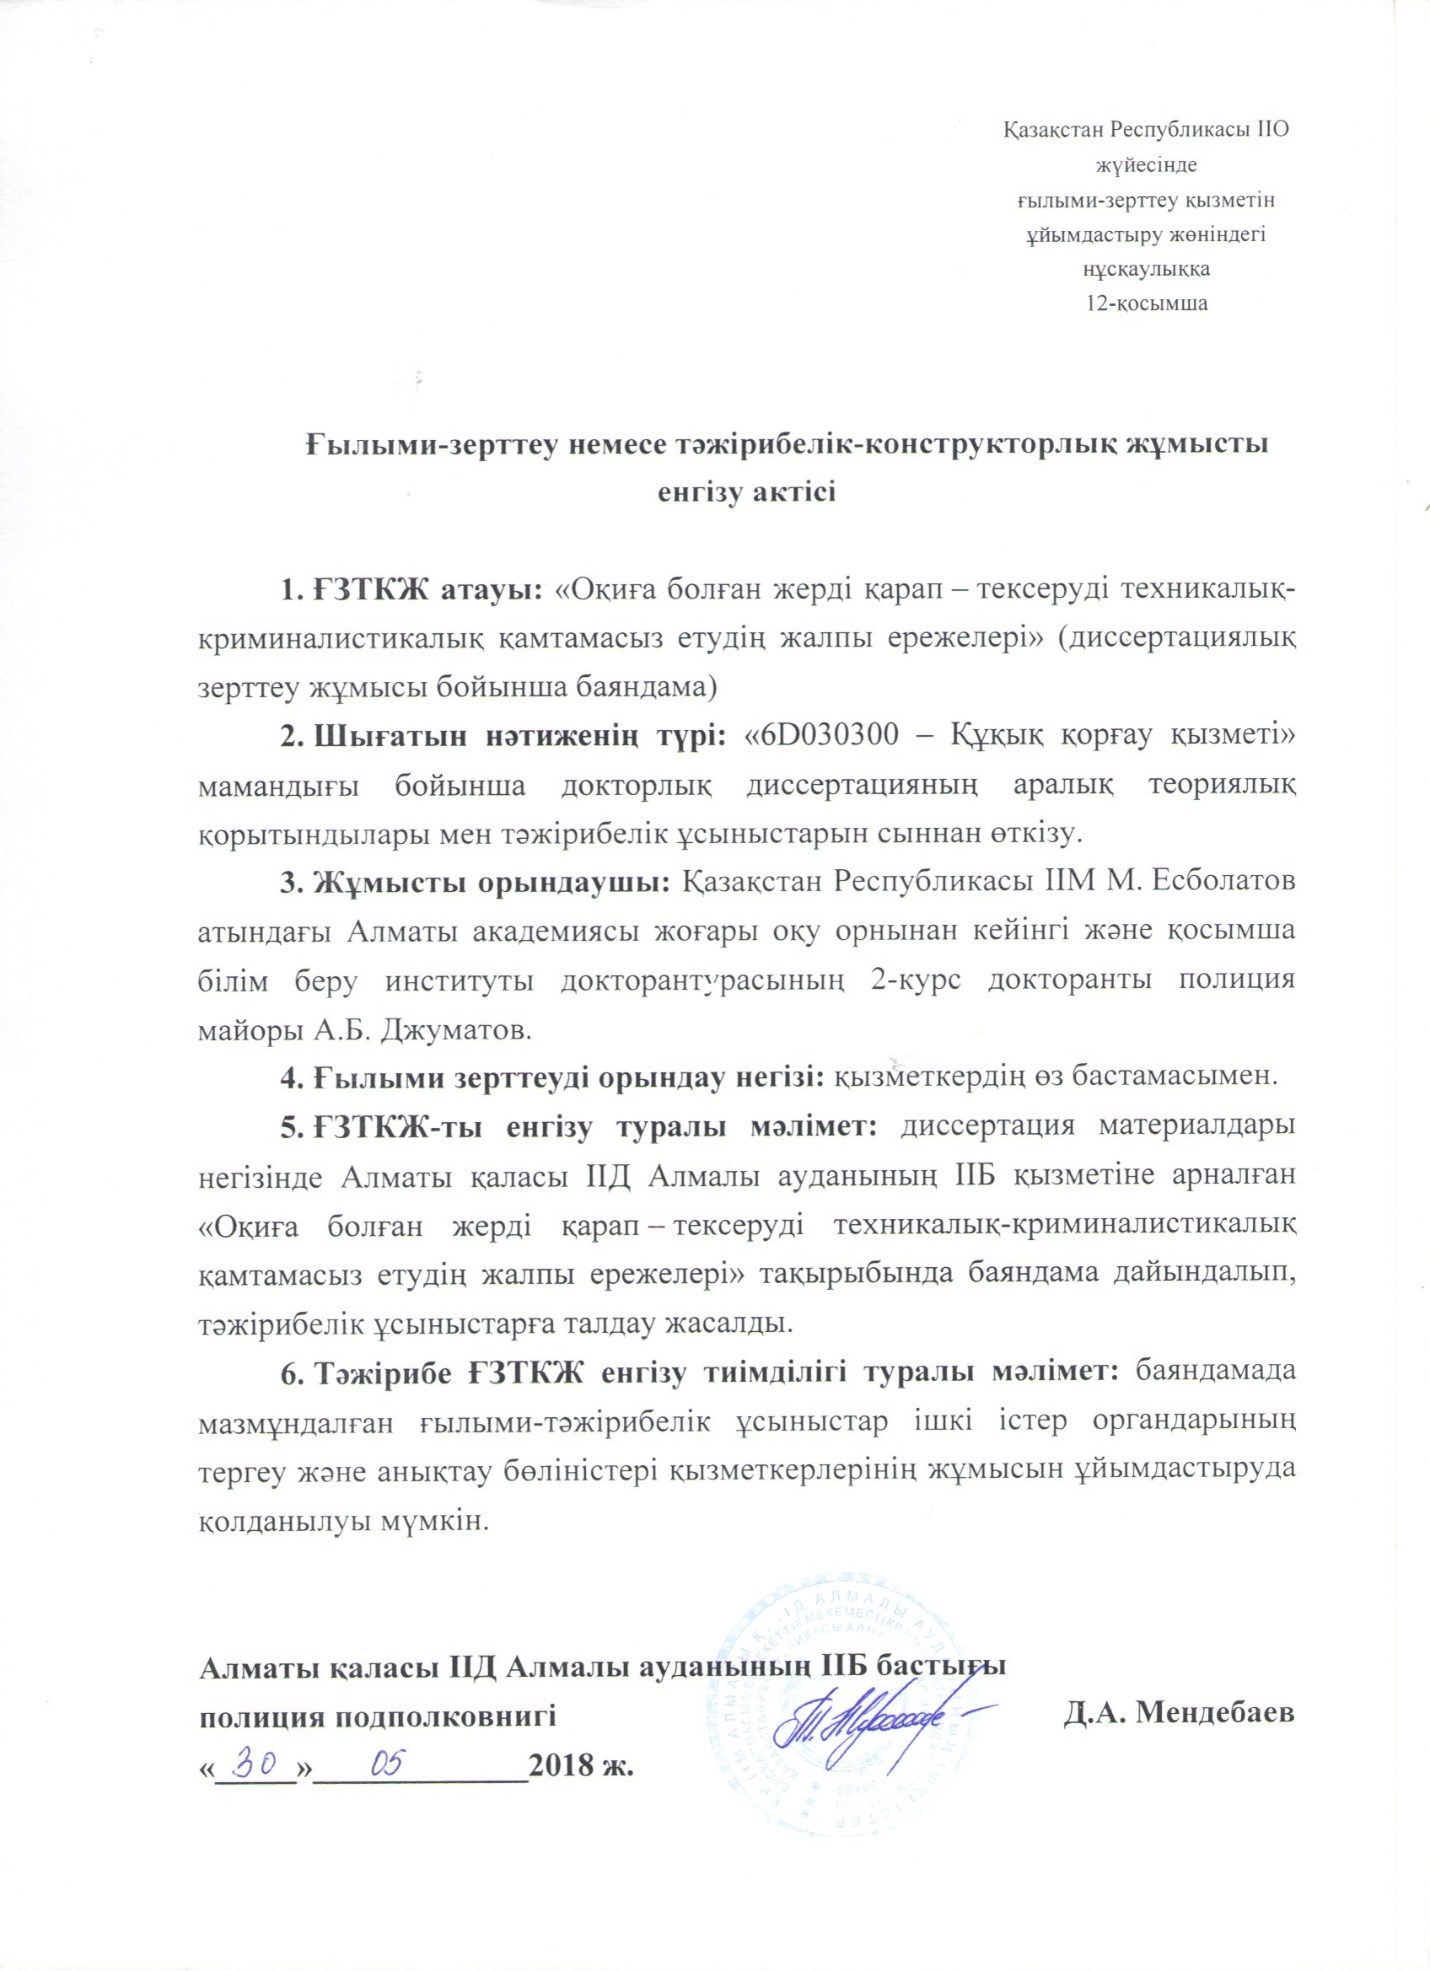 Қазақстан Республикасы ІІО
жүйесінде
ғылыми-зерттеу қызметін
ұйымдастыру жөніндегі
нұсқаулыққа
12-қосымша
Ғылыми-зерттеу немесе тәжірибелік-конструкторлық жұмысты
енгізу актісі
1. ҒЗТКЖ атауы: «Оқиға болған жерді қарап – тексеруді техникалық-
криминалистикалық қамтамасыз етудің жалпы ережелері» (диссертациялық
зерттеу жұмысы бойынша баяндама)
2. Шығатын нәтиженің түрі: «6D030300 – Құқық қорғау қызметі»
мамандығы бойынша докторлық диссертацияның аралық теориялық
қорытындылары мен тәжірибелік ұсыныстарын сыннан өткізу.
3. Жұмысты орындаушы: Қазақстан Республикасы ІІМ М. Есболатов
атындағы Алматы академиясы жоғары оқу орнынан кейінгі және қосымша
білім беру институты докторантурасының 2-курс докторанты полиция
майоры А.Б. Джуматов.
4. Ғылыми зерттеуді орындау негізі: қызметкердің өз бастамасымен.
5. ҒЗТКЖ-ты енгізу туралы мәлімет: диссертация материалдары
негізінде Алматы қаласы ІІД Алмалы ауданының ІІБ қызметіне арналған
«Оқиға болған жерді қарап – тексеруді техникалық-криминалистикалық
қамтамасыз етудің жалпы ережелері» тақырыбында баяндама дайындалып,
тәжірибелік ұсыныстарға талдау жасалды.
6. Тәжірибе ҒЗТКЖ енгізу тиімділігі туралы мәлімет: баяндамада
мазмұндалған ғылыми-тәжірибелік ұсыныстар ішкі істер органдарының
тергеу және анықтау бөліністері қызметкерлерінің жұмысын ұйымдастыруда
қолданылуы мүмкін.
Алматы қаласы ІІД Алмалы ауданының ІІБ бастығы
полиция подполковнигі Д.А. Мендебаев
«30» 05 2018 ж.